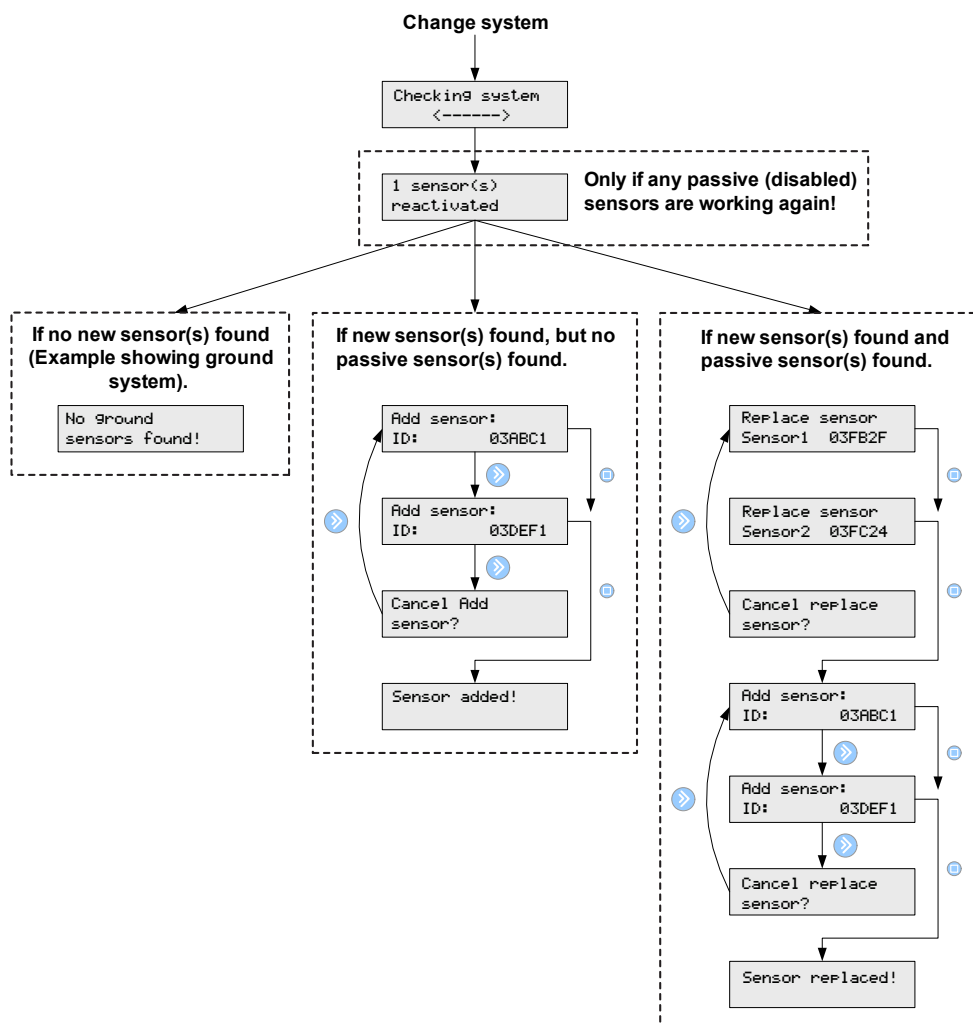 Change system
Checking system
<------>
1 sensor(s)
reactivated
Only if any passive (disabled)
sensors are working again!
If no new sensor(s) found
(Example showing ground
system).
No ground
sensors found!
If new sensor(s) found, but no
passive sensor(s) found.
Add sensor:
ID: 03ABC1
Add sensor:
ID: 03DEF1
Cancel Add
sensor?
Sensor added!
If new sensor(s) found and
passive sensor(s) found.
Replace sensor
Sensor1 03FB2F
Replace sensor
Sensor2 03FC24
Cancel replace
sensor?
Add sensor:
ID: 03ABC1
Add sensor:
ID: 03DEF1
Cancel replace
sensor?
Sensor replaced!